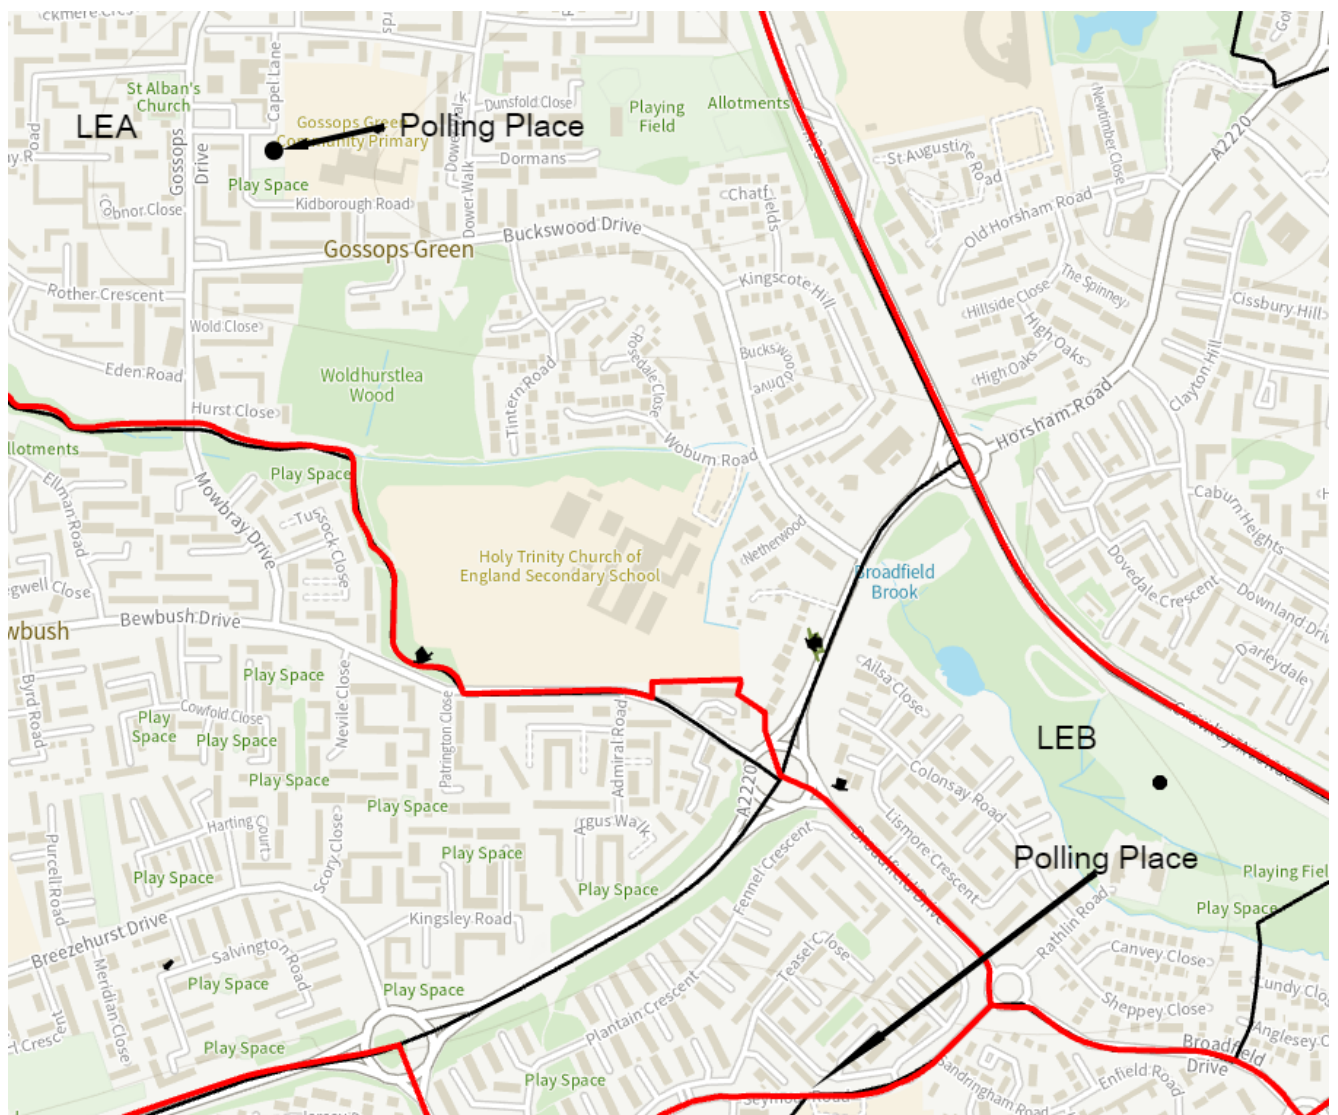 Capel Lane
St Alban's
Church
LEA
Gossops
Drive
Gossops Green
Community Primary
Polling Place
Dunsfold Close
Dower Walk
Dormans
Playing
Field
Allotments
Play Space
Cobnor Close
Kidborough Road
Gossops Green
Buckswood Drive
Chatfields
St Augustine
Road
Newtimber Close
A2220
Old Horsham Road
Rother Crescent
Wold Close
Eden Road
Kingscote Hill
Hillside Close
The Spinney
Cissbury Hill
High Oaks
High Oaks
Clayton Hill
Rosedale Close
Buckswood
Drive
Woldhurstlea
Wood
Tintern Road
Hurst Close
Woburn Road
Horsham Road
Play Space
Ellman Road
Mowbray Drive
Tussock Close
Holy Trinity Church of
England Secondary School
Netherwood
Broadfield
Brook
Caburn Heights
Dovedale Crescent
Downland
Darleydale
Bewbush Drive
Play Space
Byrd Road
Cowfold Close
Play
Space
Play Space
Nevile Close
Patrington Close
Admiral Road
Ailsa Close
LEB
Play Space
Play Space
A2220
Colonsay Road
Argus Walk
Lismore Crescent
Harting Court
Scory Close
Purcell Road
Play Space
Play Space
Play Space
Fennel Crescent
Broadfield Drive
Polling Place
Playing
Play Space
Kingsley Road
Rathlin Road
Breezehurst Drive
Salvington
Road
Meridian Close
Play Space
Play Space
Teasel Close
Plantain Crescent
Canvey Close
Sheppey Close
Lundy
Anglesey
Play Space
Play Space
Broadfield
Drive
Sandringham Road
Enfield Road
Road